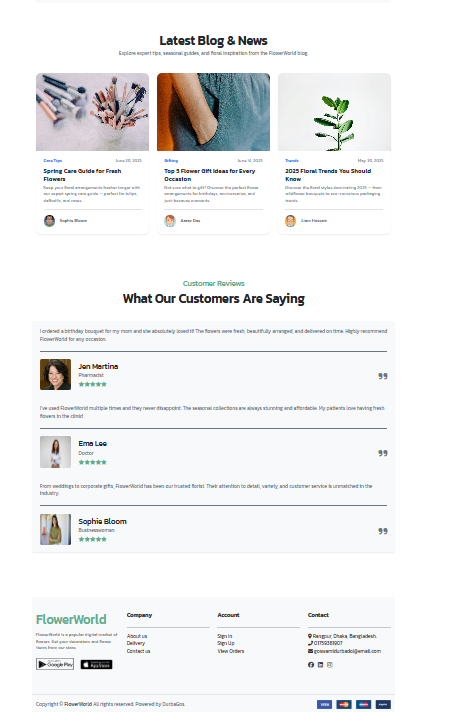 Latest Blog & News
Explore expert tips, seasonal guides, and floral inspiration from the FlowerWorld blog
Care Tips June 20, 2025
Spring Care Guide for Fresh
Flowers
Keep your floral arrangements fresher longer with
our expert spring care guide — perfect for tulips,
daffodils, and roses.
Sophia Bloom
Gifting June 14, 2025
Top 5 Flower Gift Ideas for Every
Occasion
Not sure what to gift? Discover the perfect flower
arrangements for birthdays, anniversaries, and
just-because moments.
Aarav Das
Trends May 30, 2025
2025 Floral Trends You Should
Know
Discover the floral styles dominating 2025 — from
wildflower bouquets to eco-conscious packaging
trends.
Liam Hossain
Customer Reviews
What Our Customers Are Saying
I ordered a birthday bouquet for my mom and she absolutely loved it! The flowers were fresh, beautifully arranged, and delivered on time. Highly recommend
FlowerWorld for any occasion.
Jen Martina
Pharmacist
I've used FlowerWorld multiple times and they never disappoint. The seasonal collections are always stunning and affordable. My patients love having fresh
flowers in the clinic!
Ema Lee
Doctor
From weddings to corporate gifts, FlowerWorld has been our trusted florist. Their attention to detail, variety, and customer service is unmatched in the
industry.
Sophie Bloom
Businesswoman
FlowerWorld
FlowerWorld is a popular digital market of
flowers. Get your decoration and flower
items from our store.
Google Play
App Store
Company
About us
Delivery
Contact us
Account
Sign In
Sign Up
View Orders
Contact
Rangpur, Dhaka, Bangladesh.
01759381907
goswamidurbadol@gmail.com
Copyright © FlowerWorld All rights reserved. Powered by DurbaGos.
VISA